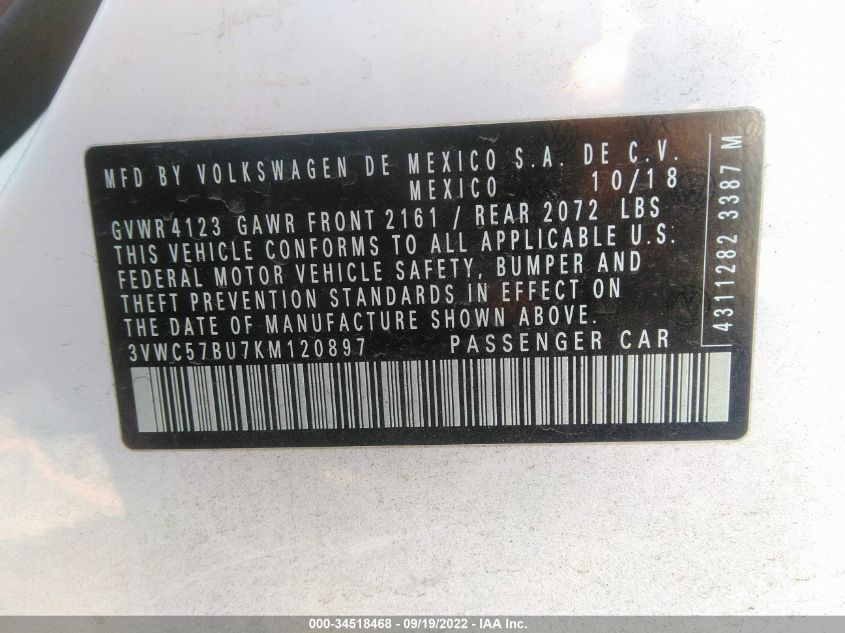 MFD BY VOLKSWAGEN DE MEXICO S.A. DE C.V.
MEXICO 10/18
GVWR 4123 GAWR FRONT 2161 / REAR 2072 LBS
THIS VEHICLE CONFORMS TO ALL APPLICABLE U.S.
FEDERAL MOTOR VEHICLE SAFETY, BUMPER AND
THEFT PREVENTION STANDARDS IN EFFECT ON
THE DATE OF MANUFACTURE SHOWN ABOVE.
3VWC57BU7KM120897 PASSENGER CAR
4311282 3387 M
000-34518468 - 09/19/2022 - IAA Inc.